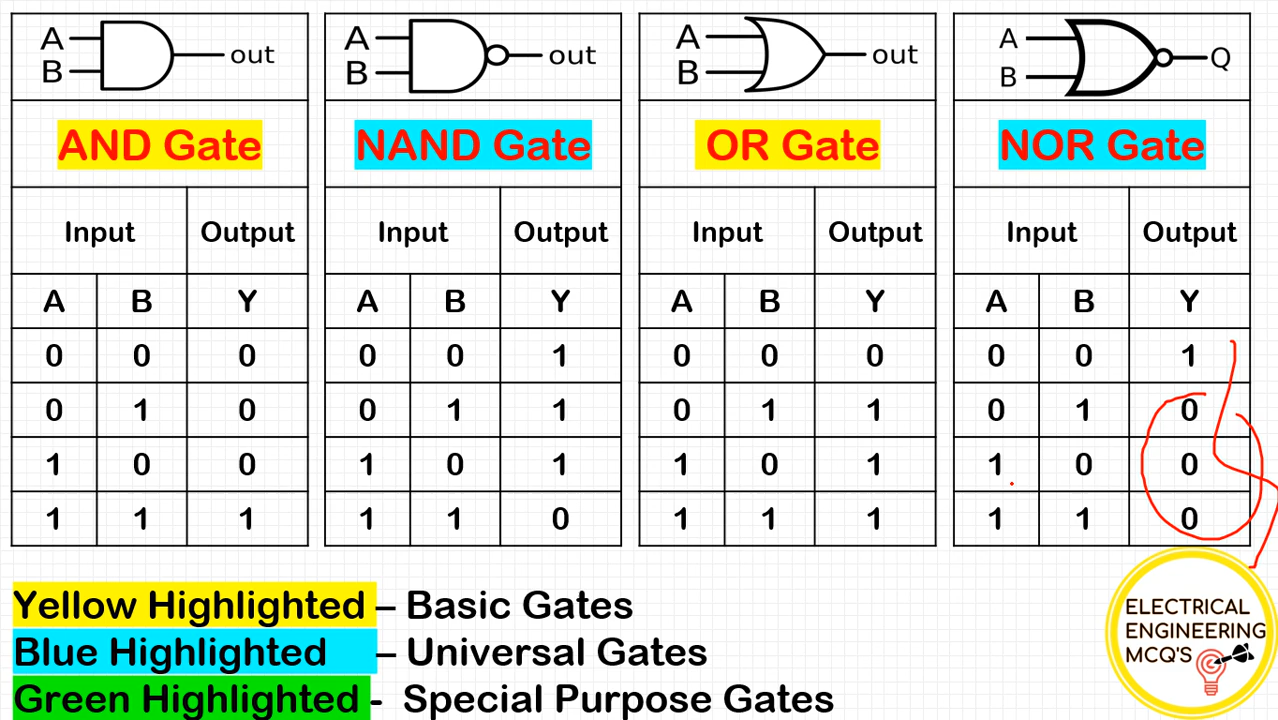 A B out A B out A B out A B Q
AND Gate NAND Gate OR Gate NOR Gate
Input Output Input Output Input Output Input Output
A B Y A B Y A B Y A B Y
0 0 0 0 0 1 0 0 0 0 0 1
0 1 0 0 1 1 0 1 1 0 1 0
1 0 0 1 0 1 1 0 1 1 0 0
1 1 1 1 1 0 1 1 1 1 1 0
Yellow Highlighted – Basic Gates
Blue Highlighted – Universal Gates
Green Highlighted - Special Purpose Gates
ELECTRICAL
ENGINEERING
MCQ'S